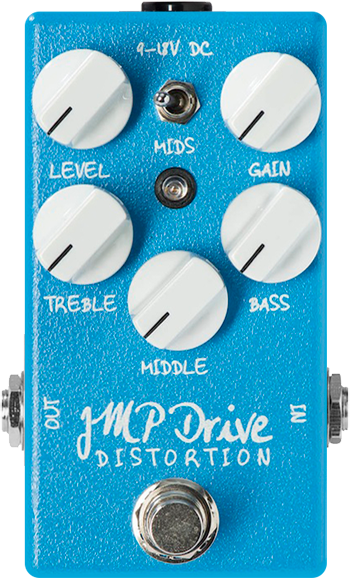 9-18V DC
MIDS
LEVEL GAIN
TREBLE BASS
MIDDLE
OUT IN
JMP Drive
DISTORTION